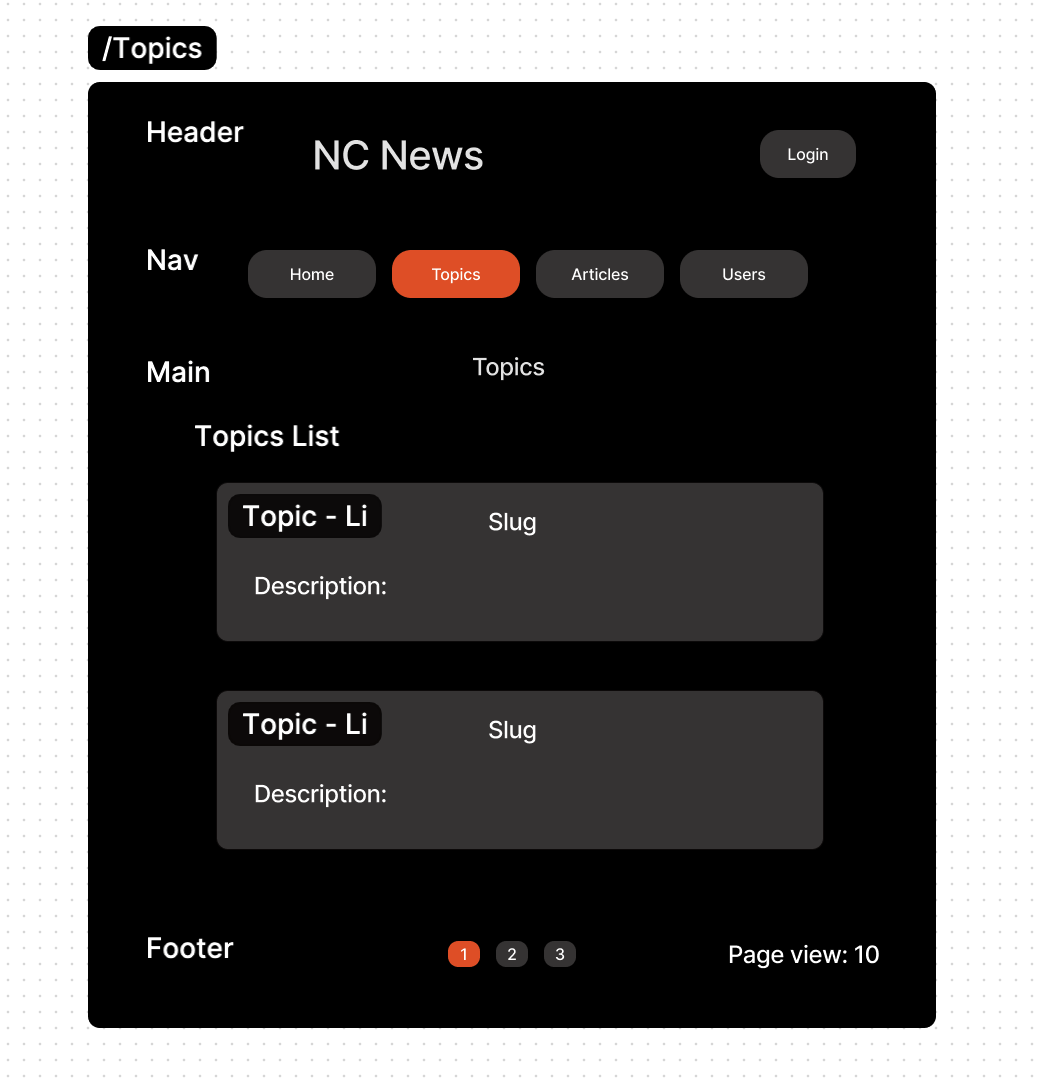 /Topics
Header
NC News
Login
Nav
Home
Topics
Articles
Users
Main
Topics
Topics List
Topic - Li
Slug
Description:
Topic - Li
Slug
Description:
Footer
1
2
3
Page view: 10